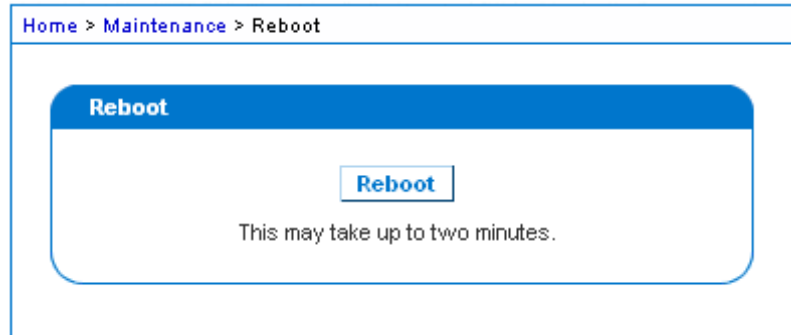 Home > Maintenance > Reboot
Reboot
Reboot
This may take up to two minutes.